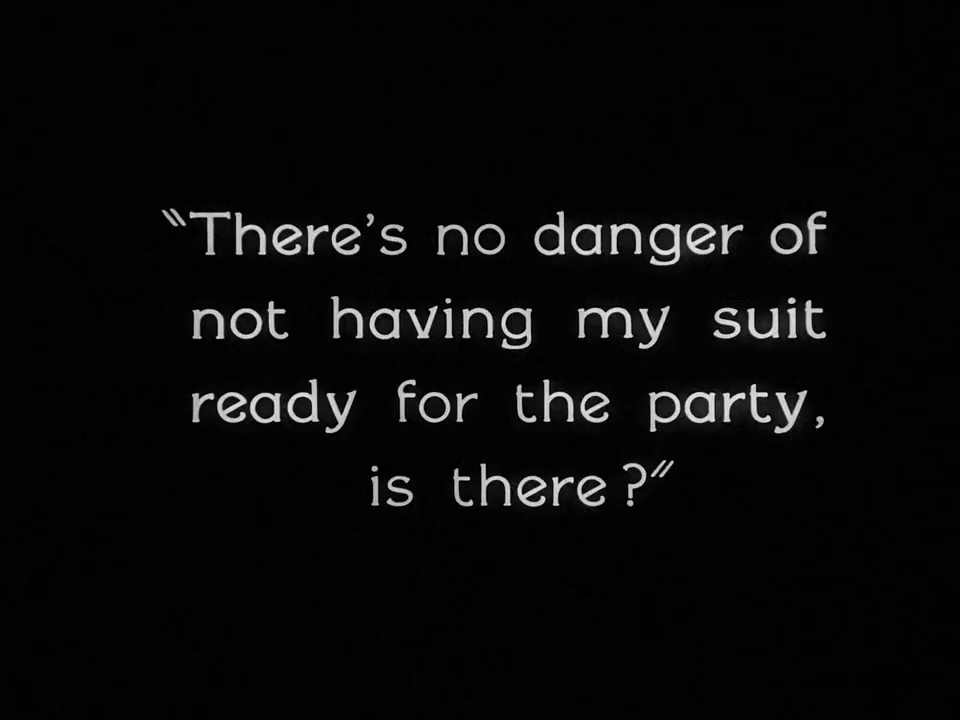 "There's no danger of
not having my suit
ready for the party,
is there?"